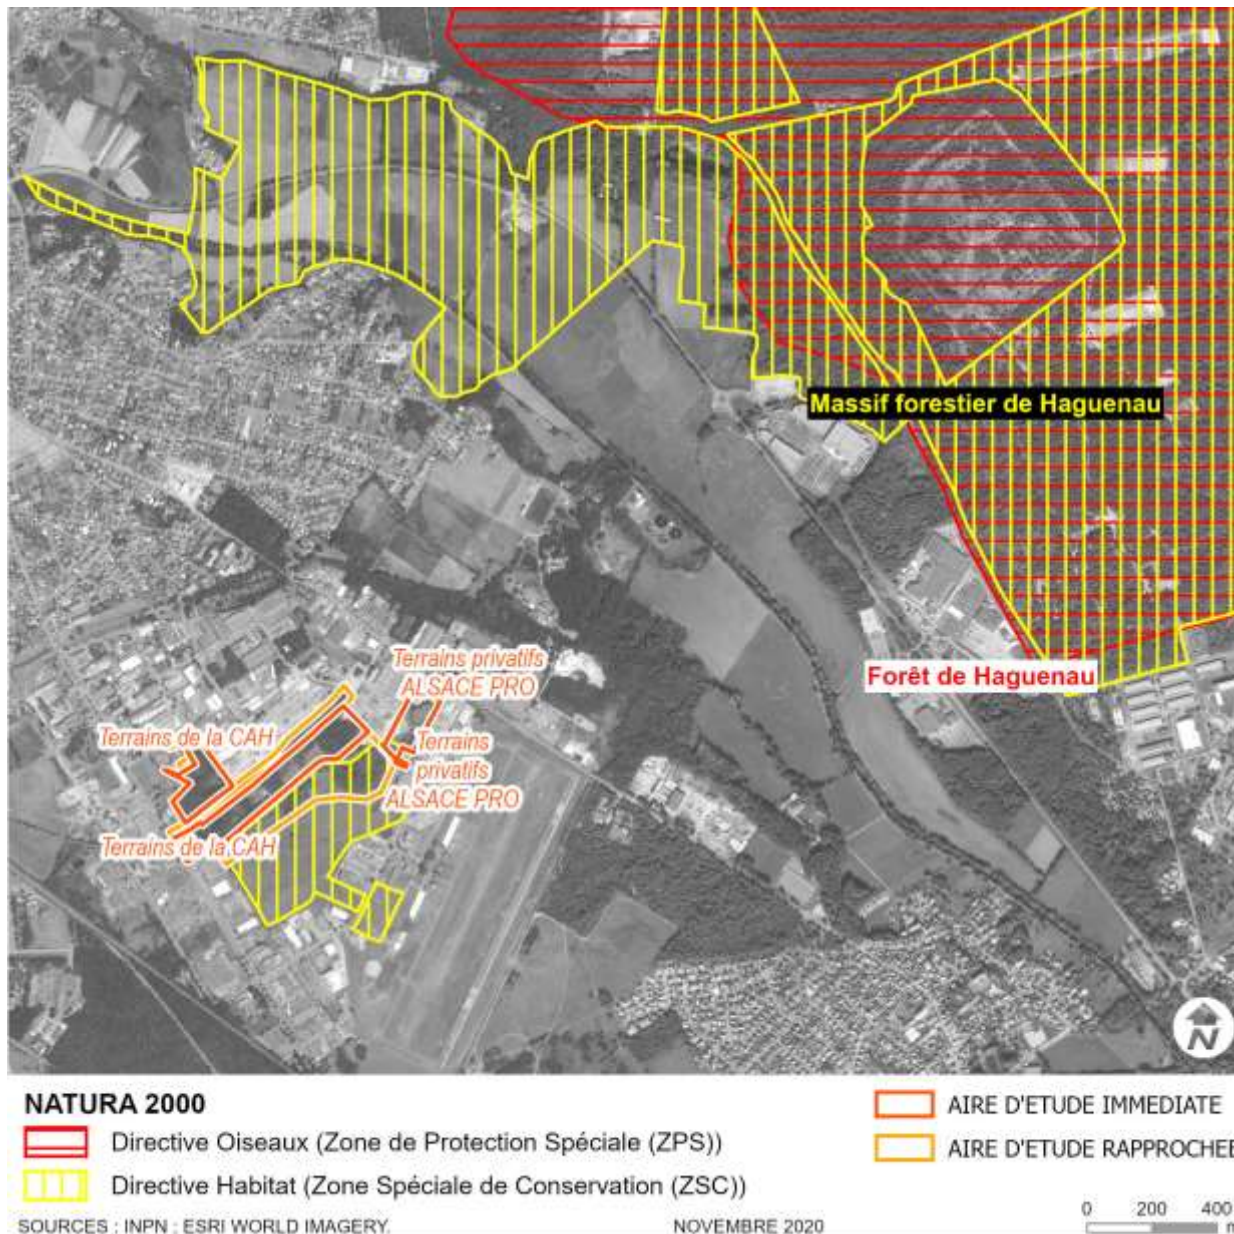 Massif forestier de Haguenau
Forêt de Haguenau
Terrains privatifs
ALSACE PRO
Terrains de la CAH
Terrains
privatifs
ALSACE PRO
Terrains de la CAH
N
NATURA 2000
Directive Oiseaux (Zone de Protection Spéciale (ZPS))
Directive Habitat (Zone Spéciale de Conservation (ZSC))
AIRE D'ETUDE IMMEDIATE
AIRE D'ETUDE RAPPROCHEE
SOURCES : INPN ; ESRI WORLD IMAGERY.
NOVEMBRE 2020
0 200 400
m